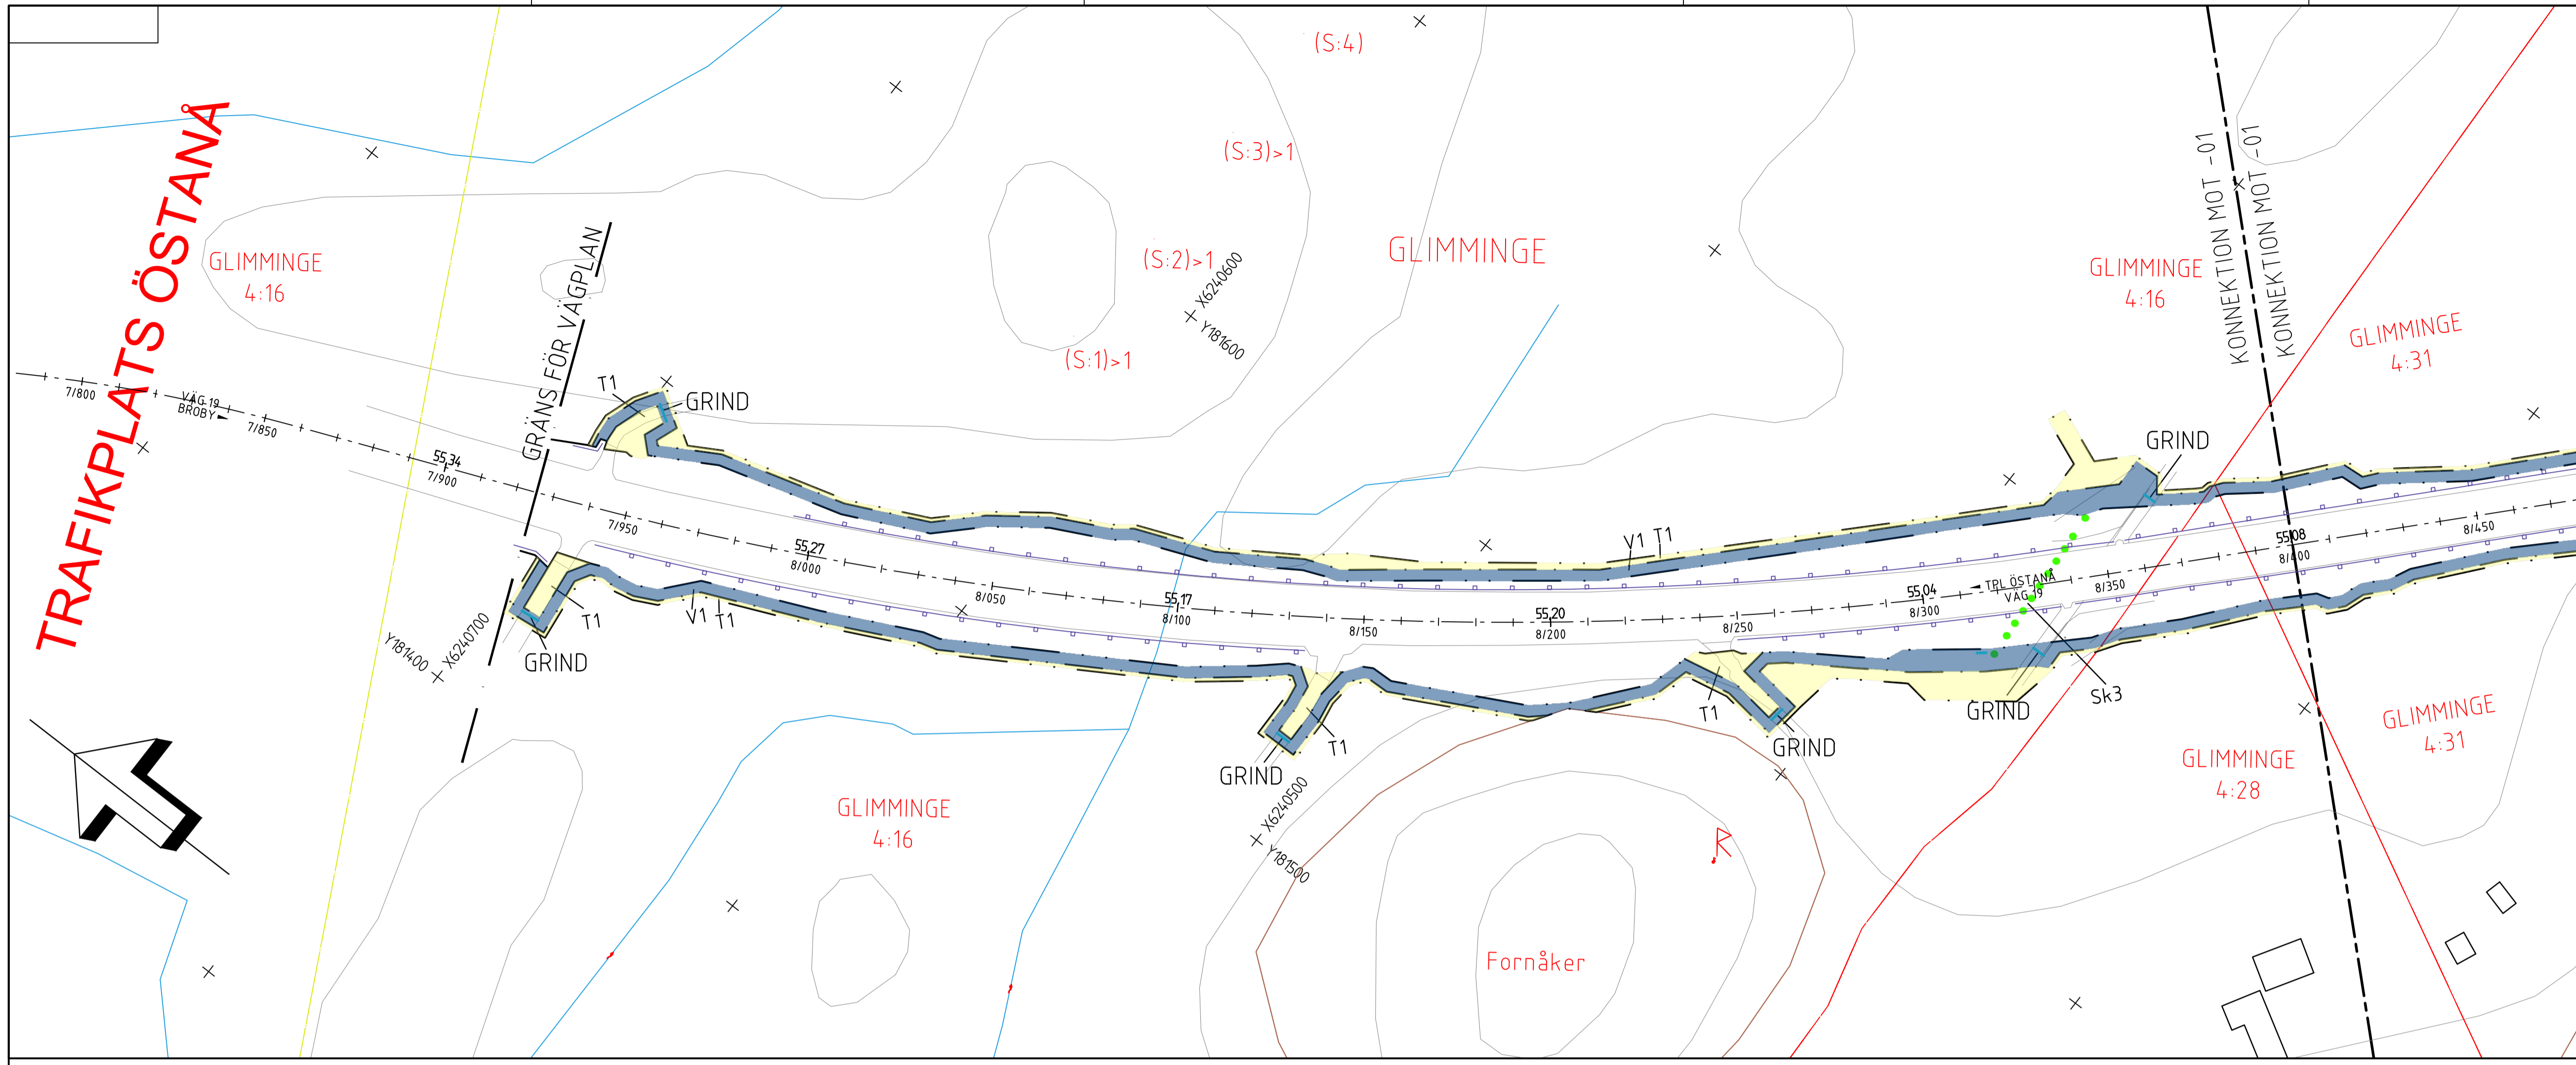 TRAFIKPLATS ÖSTANÅ
(S:4)
(S:3)>1
(S:2)>1
(S:1)>1
GLIMMINGE
X6240600
Y181600
GLIMMINGE
4:16
GRÄNS FÖR VÄGPLAN
GLIMMINGE
4:16
KONNEKTION MOT -01
KONNEKTION MOT -01
GLIMMINGE
4:31
7/800
VÄG 19
BROBY
7/850
55,34
7/900
7/950
55,27
8/000
8/050
55,17
8/100
8/150
55,20
8/200
8/250
55,04
8/300
TPL ÖSTANÅ
VÄG 19
8/350
55,08
8/400
8/450
T1
GRIND
V1
T1
GRIND
T1
GRIND
V1
T1
Y181400
X6240700
T1
GRIND
X6240500
Y181500
T1
GRIND
GRIND
Sk3
GLIMMINGE
4:16
GLIMMINGE
4:28
GLIMMINGE
4:31
R
Fornåker